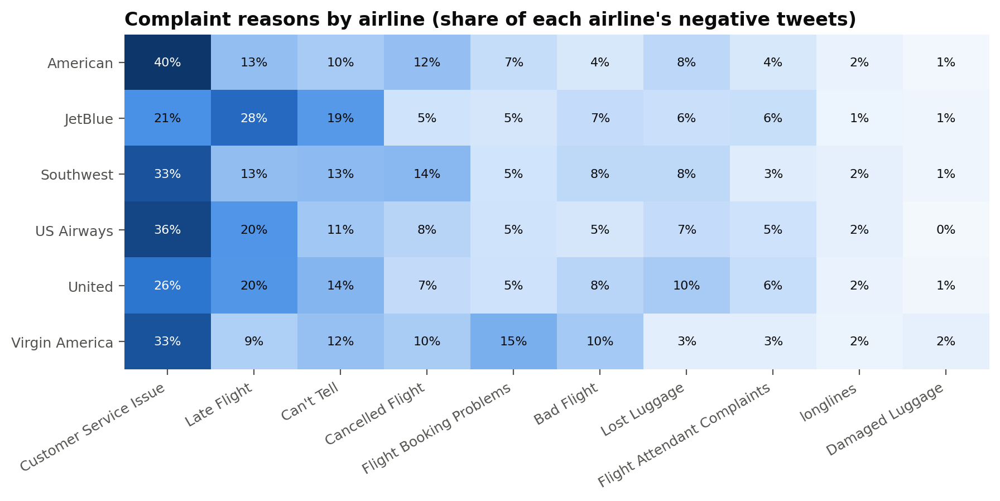 Complaint reasons by airline (share of each airline's negative tweets)
American 40% 13% 10% 12% 7% 4% 8% 4% 2% 1%
JetBlue 21% 28% 19% 5% 5% 7% 6% 6% 1% 1%
Southwest 33% 13% 13% 14% 5% 8% 8% 3% 2% 1%
US Airways 36% 20% 11% 8% 5% 5% 7% 5% 2% 0%
United 26% 20% 14% 7% 5% 8% 10% 6% 2% 1%
Virgin America 33% 9% 12% 10% 15% 10% 3% 3% 2% 2%
Customer Service Issue
Late Flight
Can't Tell
Cancelled Flight
Flight Booking Problems
Bad Flight
Lost Luggage
Flight Attendant Complaints
longlines
Damaged Luggage